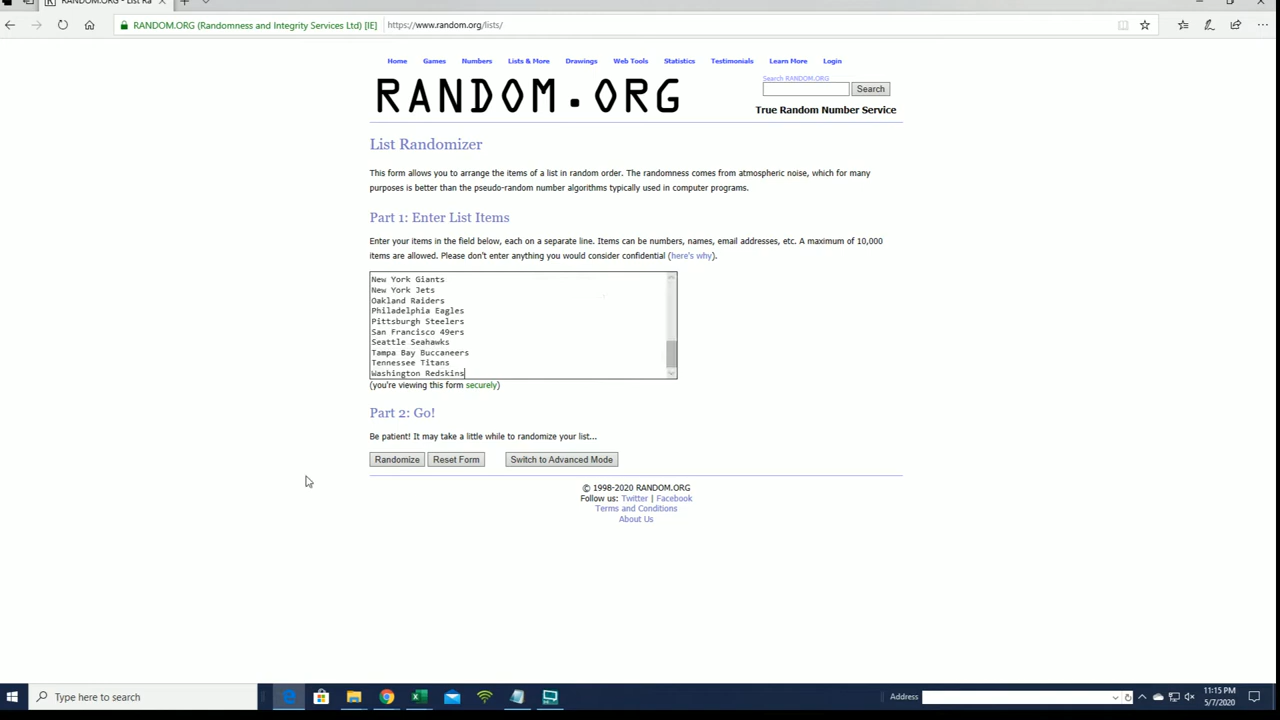 RANDOM.ORG - List Ra
RANDOM.ORG (Randomness and Integrity Services Ltd) [IE]
https://www.random.org/lists/
Home Games Numbers Lists & More Drawings Web Tools Statistics Testimonials Learn More Login
RANDOM.ORG
Search RANDOM.ORG
Search
True Random Number Service
List Randomizer
This form allows you to arrange the items of a list in random order. The randomness comes from atmospheric noise, which for many
purposes is better than the pseudo-random number algorithms typically used in computer programs.
Part 1: Enter List Items
Enter your items in the field below, each on a separate line. Items can be numbers, names, email addresses, etc. A maximum of 10,000
items are allowed. Please don't enter anything you would consider confidential (here's why).
New York Giants
New York Jets
Oakland Raiders
Philadelphia Eagles
Pittsburgh Steelers
San Francisco 49ers
Seattle Seahawks
Tampa Bay Buccaneers
Tennessee Titans
Washington Redskins
(you're viewing this form securely)
Part 2: Go!
Be patient! It may take a little while to randomize your list...
Randomize Reset Form Switch to Advanced Mode
© 1998-2020 RANDOM.ORG
Follow us: Twitter | Facebook
Terms and Conditions
About Us
Type here to search
Address
11:15 PM
5/7/2020